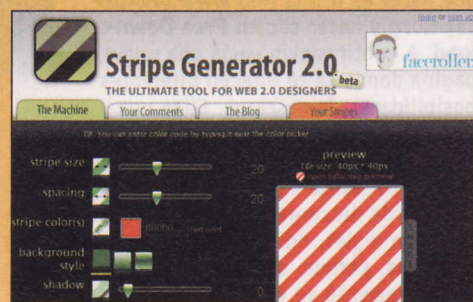 login or sign up
faceroller
Stripe Generator 2.0
beta
THE ULTIMATE TOOL FOR WEB 2.0 DESIGNERS
The Machine
Your Comments
The Blog
Your Stripes
TIP: You can enter color code by typing it near the color picker
stripe size
20
spacing
20
stripe color(s)
background
style
shadow
0
preview
Tile size: 40px * 40px
open fullscreen preview